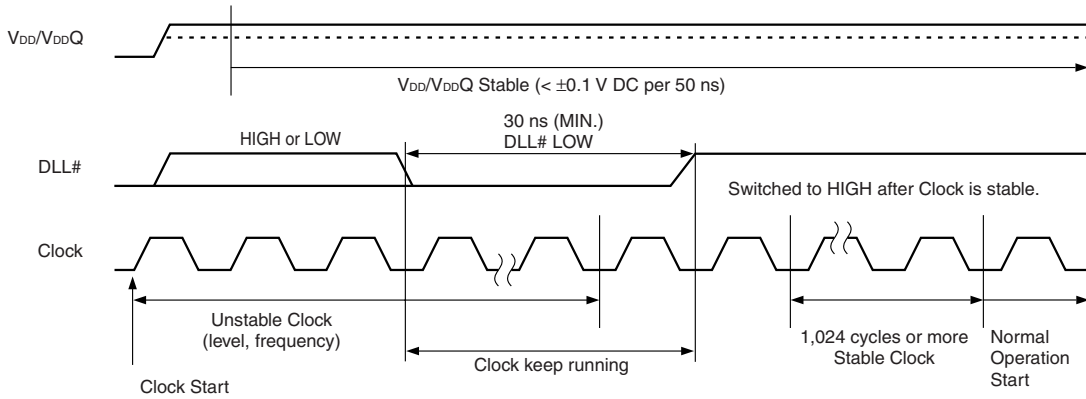 VDD/VDDQ
VDD/VDDQ Stable (< ±0.1 V DC per 50 ns)
30 ns (MIN.)
DLL# LOW
HIGH or LOW
DLL#
Switched to HIGH after Clock is stable.
Clock
Unstable Clock
(level, frequency)
Clock keep running
1,024 cycles or more
Stable Clock
Normal
Operation
Start
Clock Start